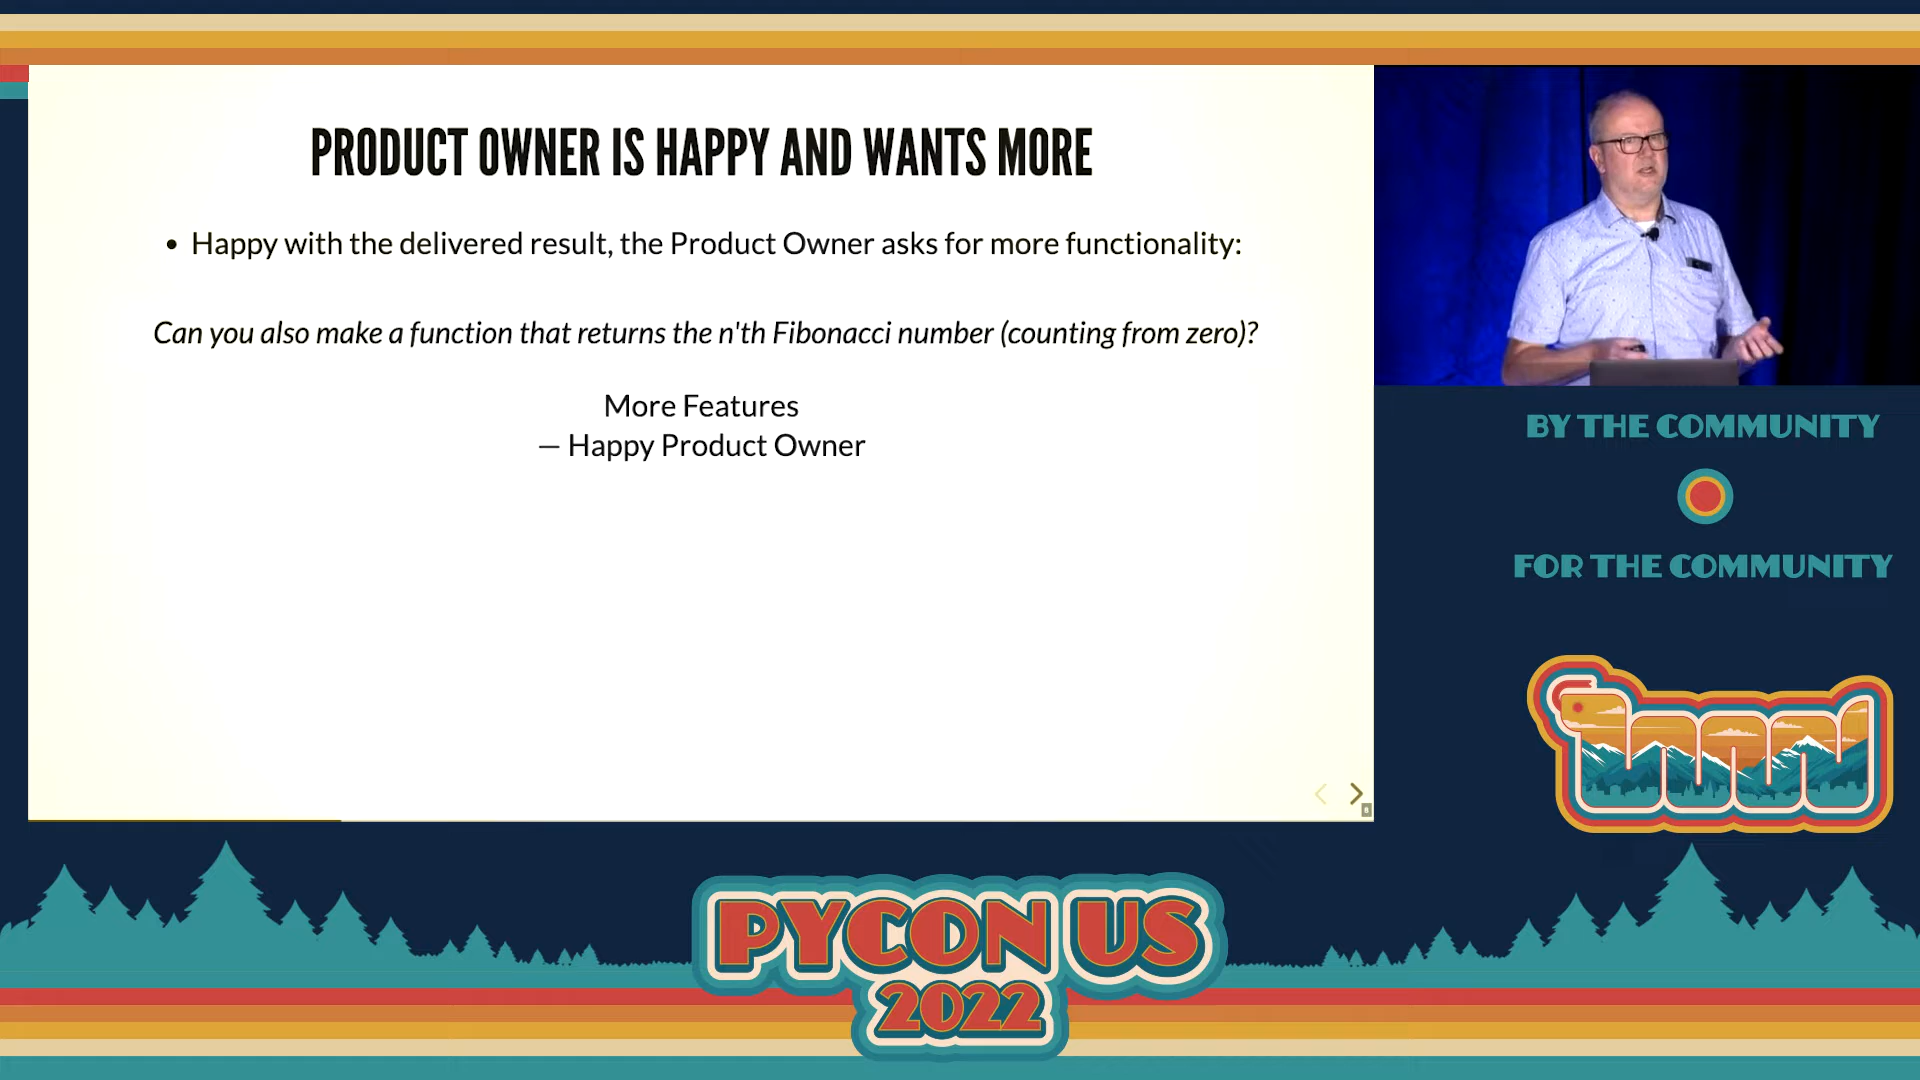 PRODUCT OWNER IS HAPPY AND WANTS MORE
• Happy with the delivered result, the Product Owner asks for more functionality:
Can you also make a function that returns the n'th Fibonacci number (counting from zero)?
More Features
— Happy Product Owner
BY THE COMMUNITY
FOR THE COMMUNITY
PYCON US
2022